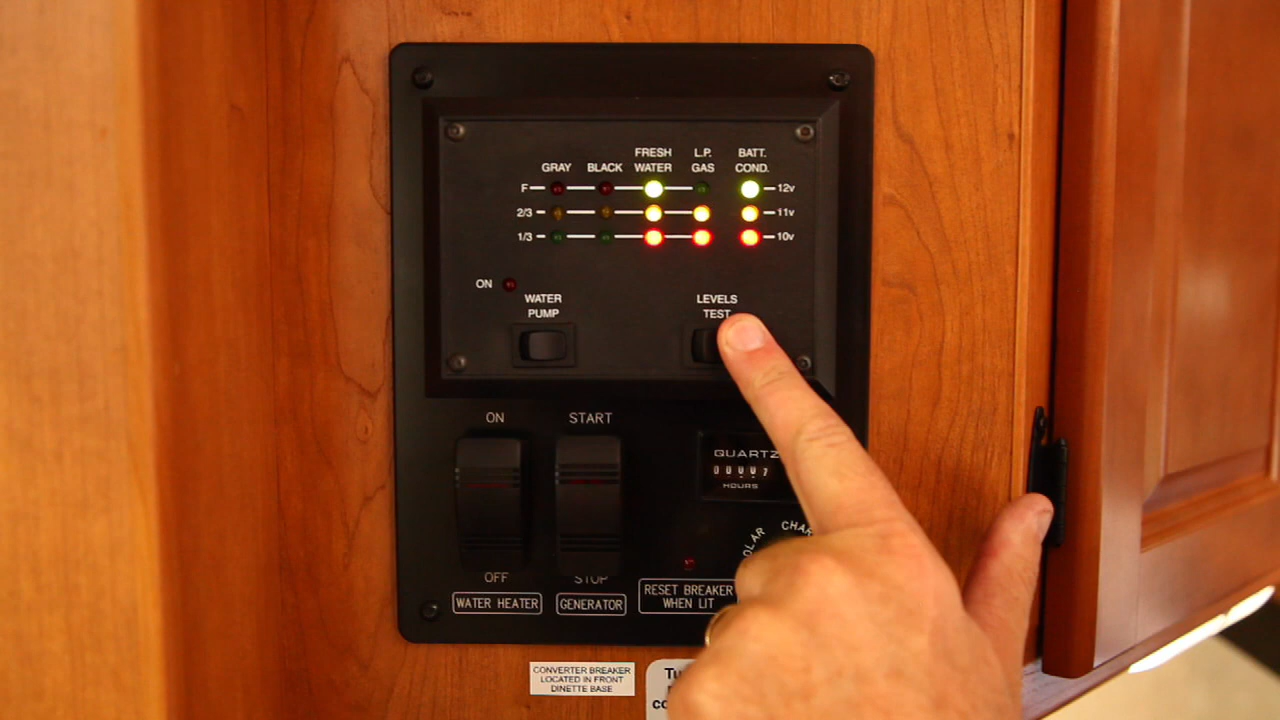 FRESH L.P. BATT.
GRAY BLACK WATER GAS COND.
F 12v
2/3 11v
1/3 10v
ON
WATER LEVELS
PUMP TEST
ON START
QUARTZ
HOURS
OFF STOP
WATER HEATER GENERATOR
RESET BREAKER
WHEN LIT
CONVERTER BREAKER
LOCATED IN FRONT
DINETTE BASE